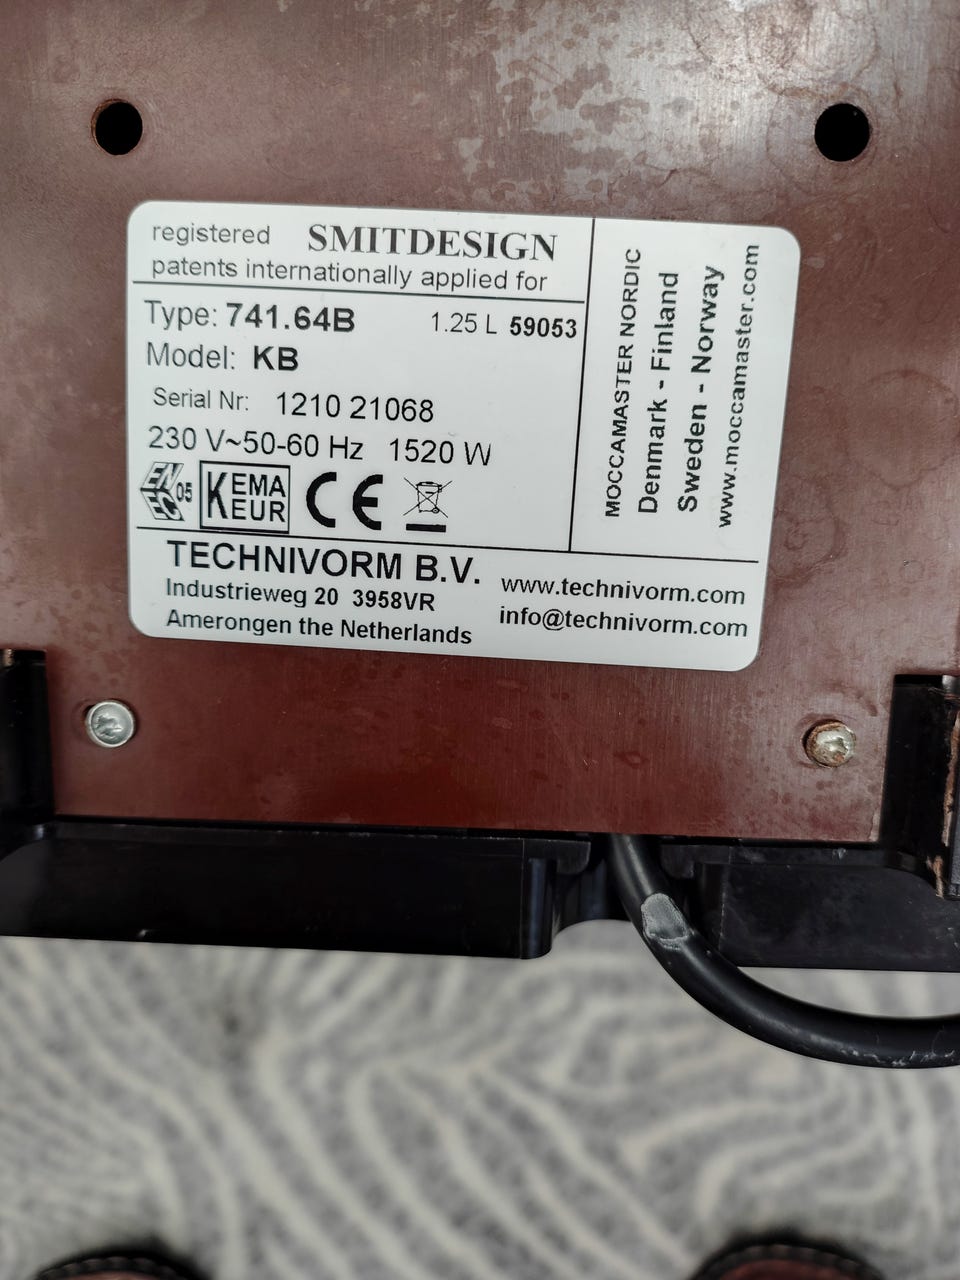 registered SMITDESIGN
patents internationally applied for
Type: 741.64B 1.25 L 59053
Model: KB
Serial Nr: 1210 21068
230 V~50-60 Hz 1520 W
ENEC 05 KEMA KEUR CE
MOCCAMASTER NORDIC
Denmark - Finland
Sweden - Norway
www.moccamaster.com
TECHNIVORM B.V.
Industrieweg 20 3958VR
Amerongen the Netherlands
www.technivorm.com
info@technivorm.com